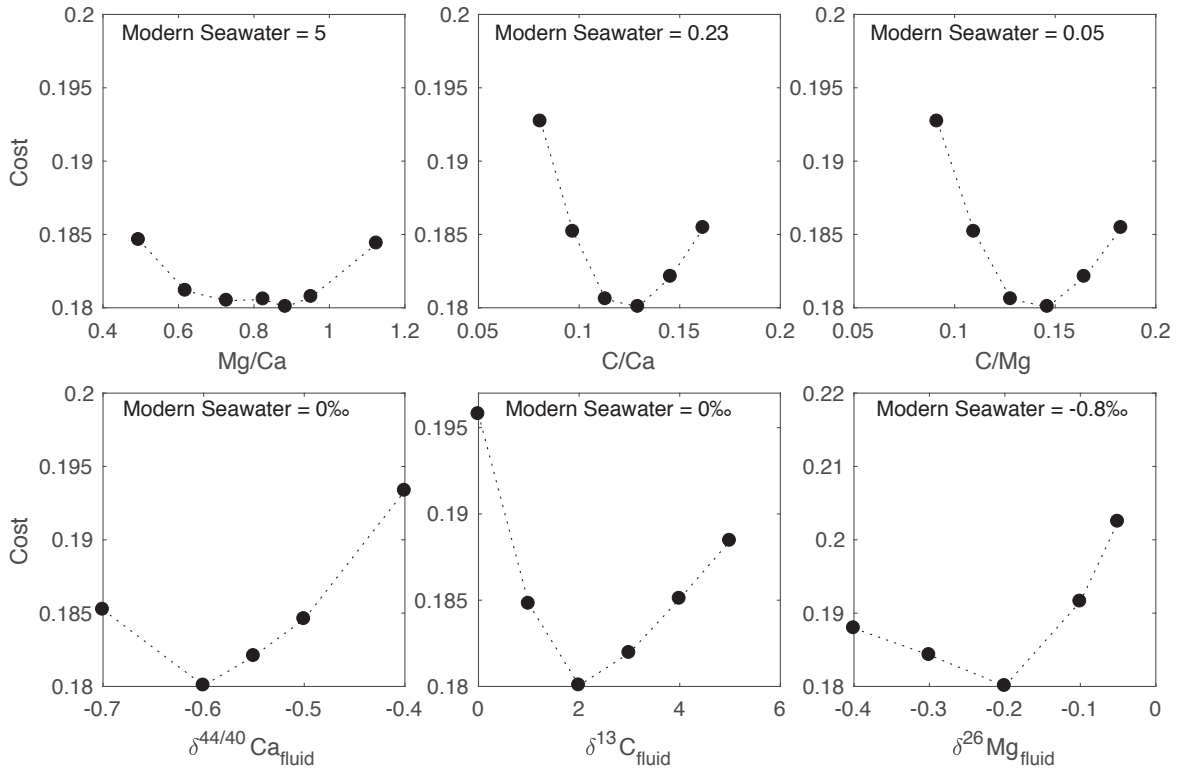 Modern Seawater = 5
Modern Seawater = 0.23
Modern Seawater = 0.05
0.2
0.195
0.19
0.185
0.18
Cost
0.4 0.6 0.8 1 1.2
Mg/Ca
0.2
0.195
0.19
0.185
0.18
0.05 0.1 0.15 0.2
C/Ca
0.2
0.195
0.19
0.185
0.18
0.05 0.1 0.15 0.2
C/Mg
Modern Seawater = 0‰
Modern Seawater = 0‰
Modern Seawater = -0.8‰
0.2
0.195
0.19
0.185
0.18
Cost
-0.7 -0.6 -0.5 -0.4
δ44/40Cafluid
0.195
0.19
0.185
0.18
0 2 4 6
δ13Cfluid
0.22
0.21
0.2
0.19
0.18
-0.4 -0.3 -0.2 -0.1 0
δ26Mgfluid